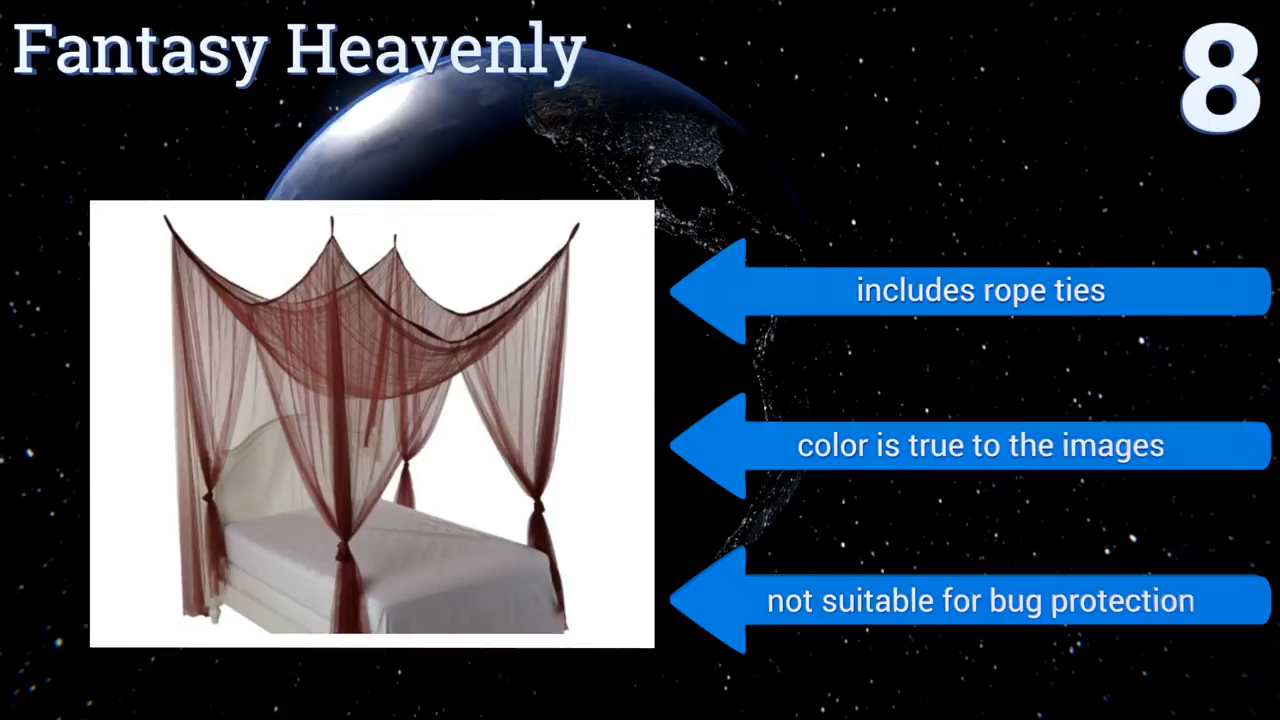 Fantasy Heavenly
8
includes rope ties
color is true to the images
not suitable for bug protection